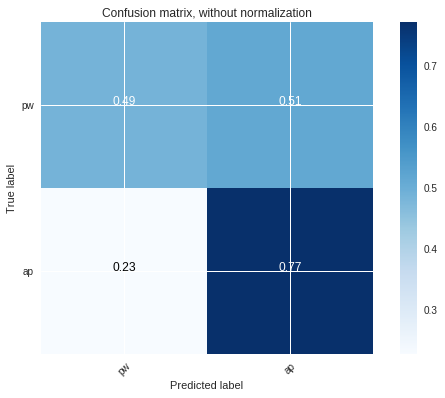 Confusion matrix, without normalization
True label
pw
0.49
0.51
ap
0.23
0.77
pw
ap
Predicted label
0.7
0.6
0.5
0.4
0.3